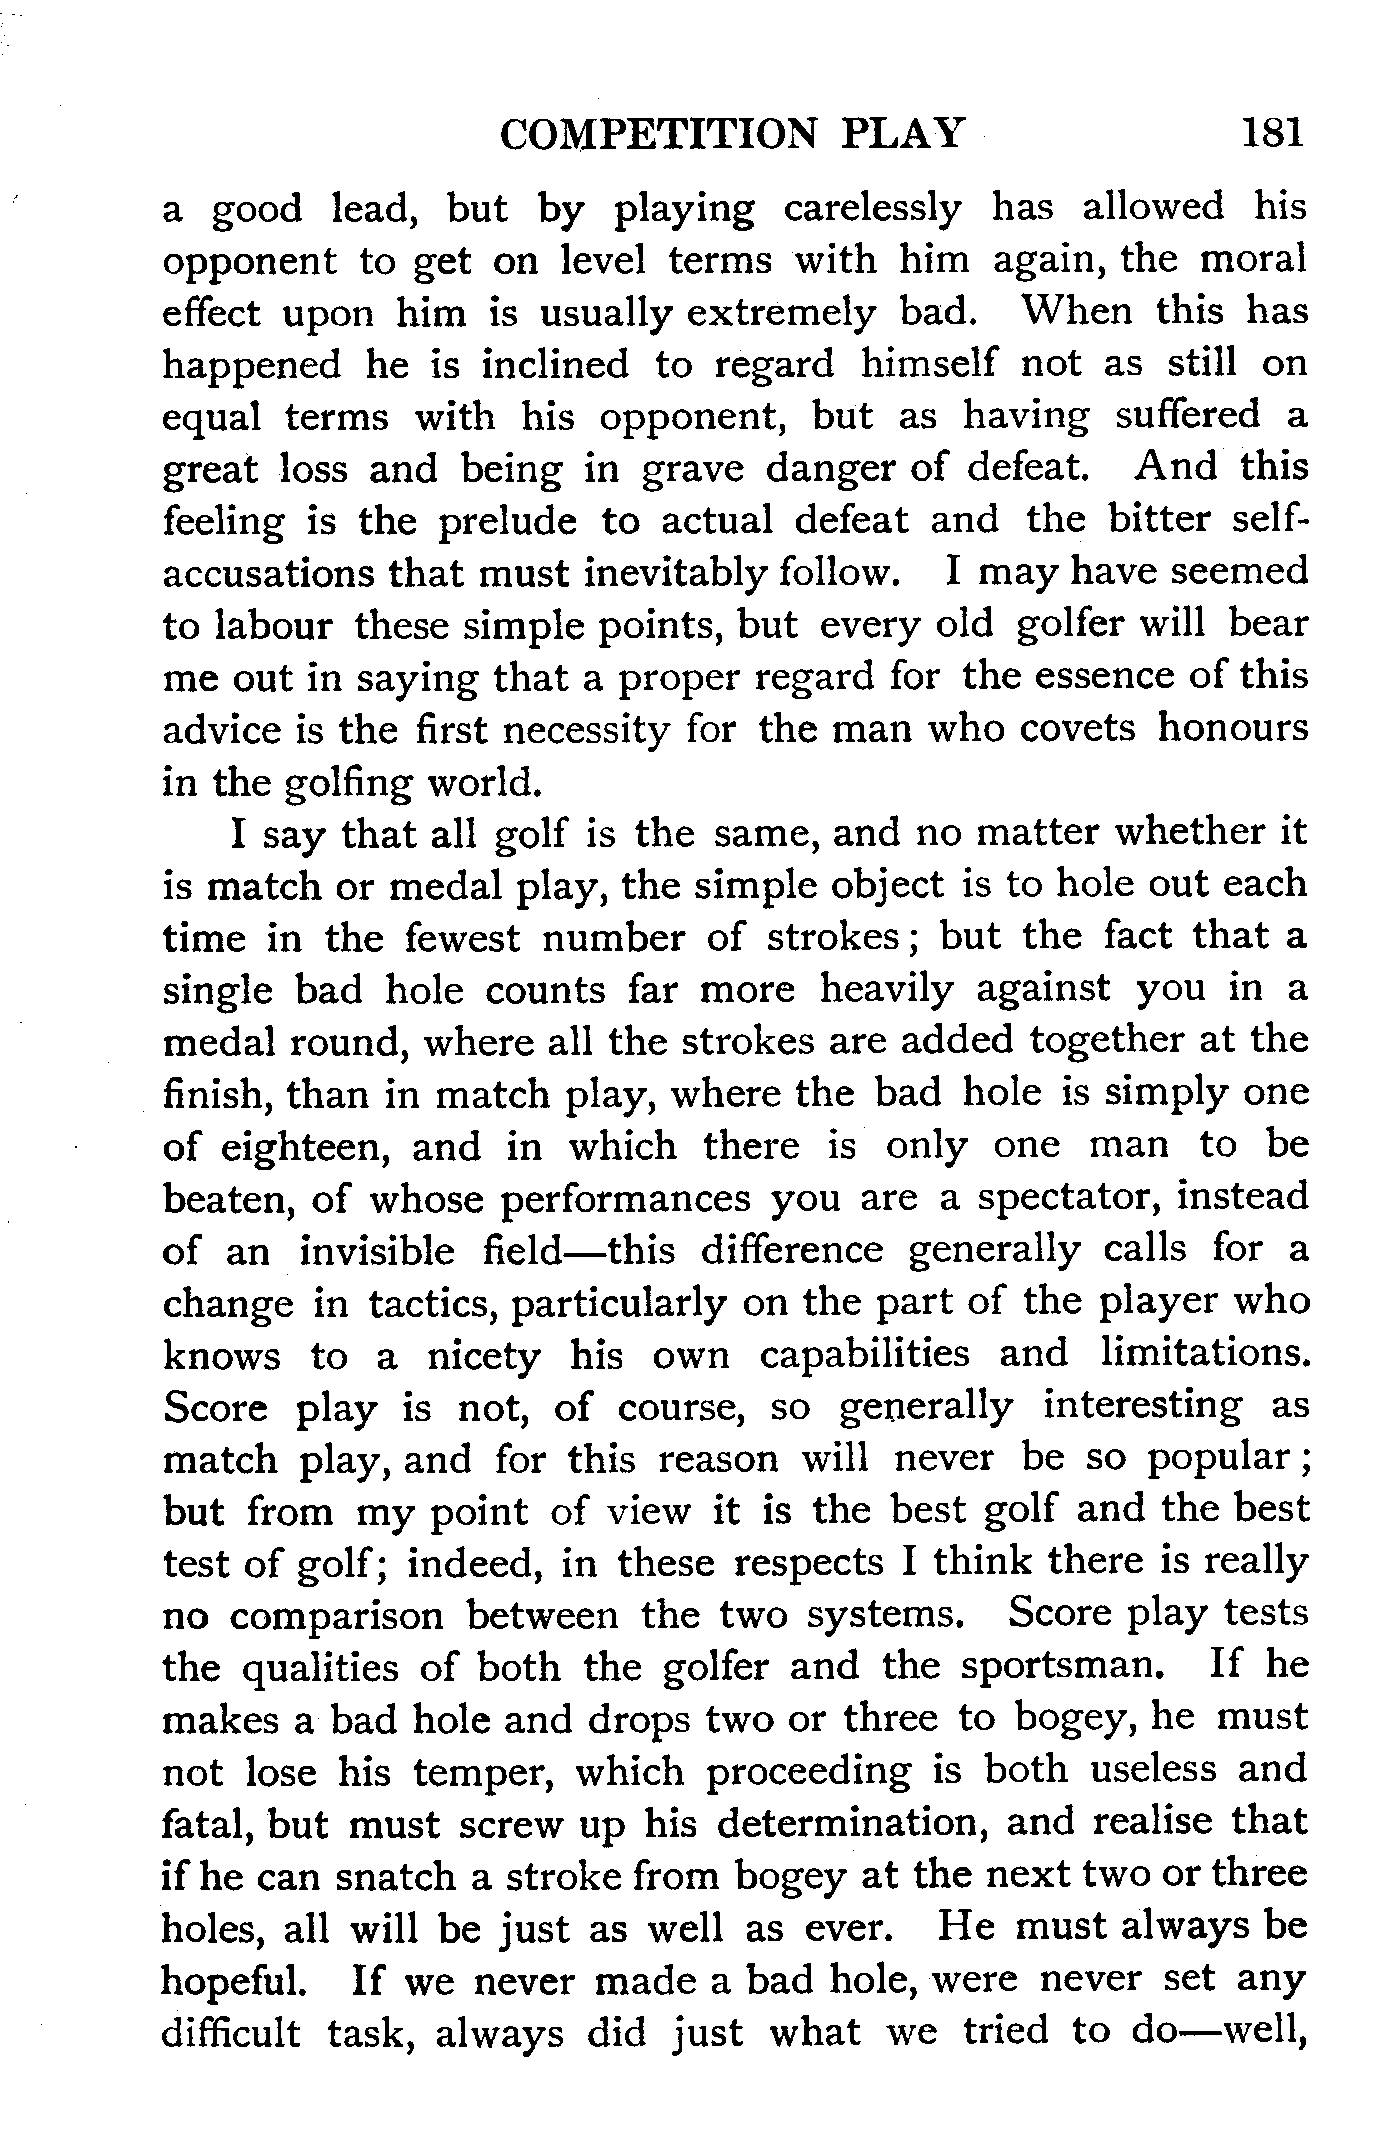 COMPETITION PLAY 181
a good lead, but by playing carelessly has allowed his
opponent to get on level terms with him again, the moral
effect upon him is usually extremely bad. When this has
happened he is inclined to regard himself not as still on
equal terms with his opponent, but as having suffered a
great loss and being in grave danger of defeat. And this
feeling is the prelude to actual defeat and the bitter self-
accusations that must inevitably follow. I may have seemed
to labour these simple points, but every old golfer will bear
me out in saying that a proper regard for the essence of this
advice is the first necessity for the man who covets honours
in the golfing world.
I say that all golf is the same, and no matter whether it
is match or medal play, the simple object is to hole out each
time in the fewest number of strokes; but the fact that a
single bad hole counts far more heavily against you in a
medal round, where all the strokes are added together at the
finish, than in match play, where the bad hole is simply one
of eighteen, and in which there is only one man to be
beaten, of whose performances you are a spectator, instead
of an invisible field—this difference generally calls for a
change in tactics, particularly on the part of the player who
knows to a nicety his own capabilities and limitations.
Score play is not, of course, so generally interesting as
match play, and for this reason will never be so popular;
but from my point of view it is the best golf and the best
test of golf; indeed, in these respects I think there is really
no comparison between the two systems. Score play tests
the qualities of both the golfer and the sportsman. If he
makes a bad hole and drops two or three to bogey, he must
not lose his temper, which proceeding is both useless and
fatal, but must screw up his determination, and realise that
if he can snatch a stroke from bogey at the next two or three
holes, all will be just as well as ever. He must always be
hopeful. If we never made a bad hole, were never set any
difficult task, always did just what we tried to do—well,